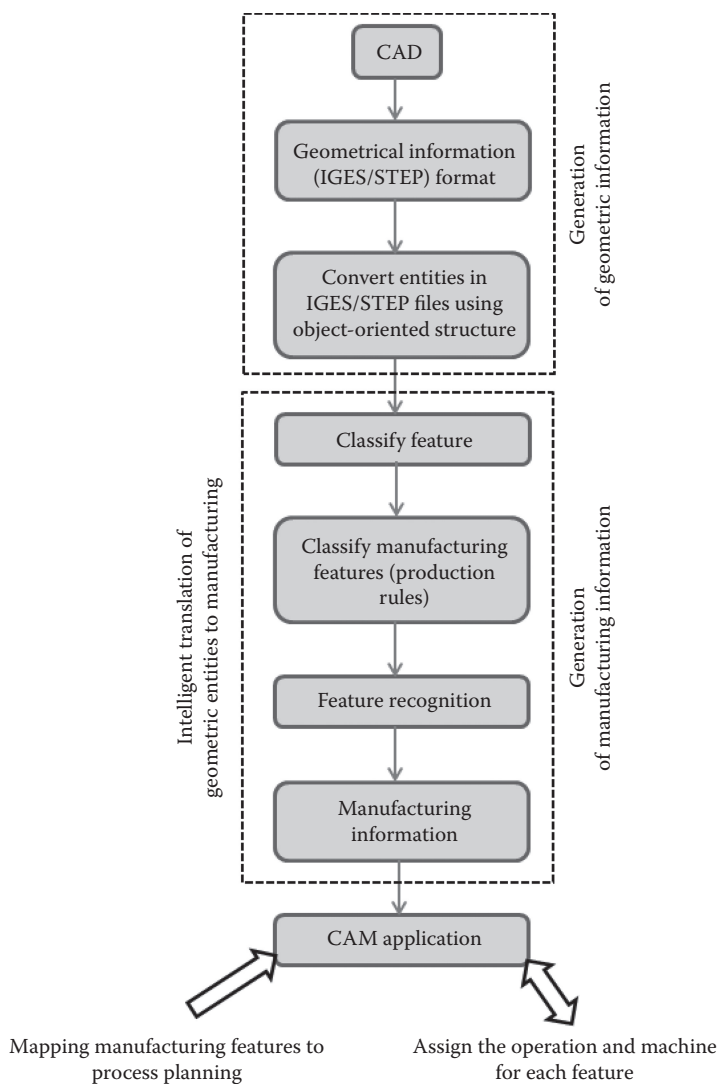 CAD
Geometrical information
(IGES/STEP) format
Generation
of geometric information
Convert entities in
IGES/STEP files using
object-oriented structure
Classify feature
Intelligent translation of
geometric entities to manufacturing
Classify manufacturing
features (production
rules)
Generation
of manufacturing information
Feature recognition
Manufacturing
information
CAM application
Mapping manufacturing features to
process planning
Assign the operation and machine
for each feature